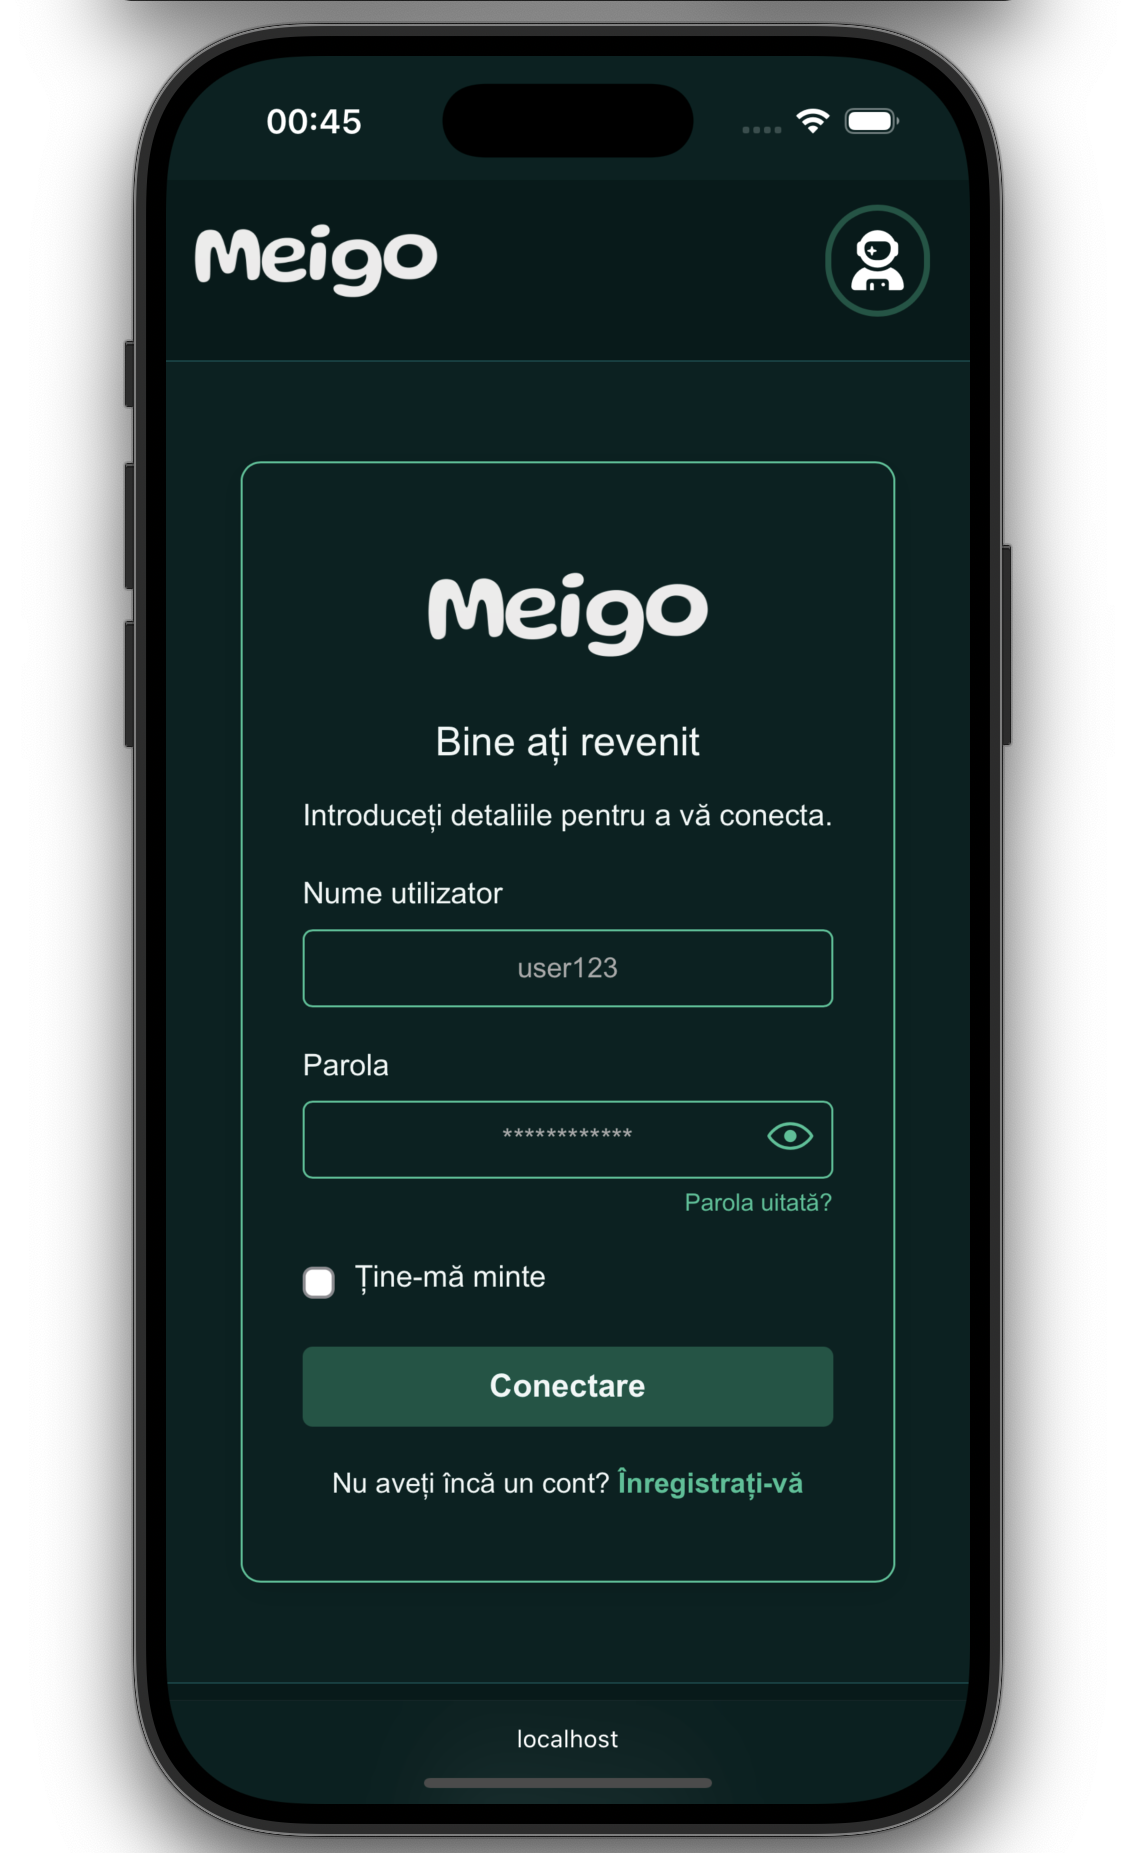 00:45
Meigo
Meigo
Bine ați revenit
Introduceți detaliile pentru a vă conecta.
Nume utilizator
user123
Parola
************
Parola uitată?
Ține-mă minte
Conectare
Nu aveți încă un cont? Înregistrați-vă
localhost